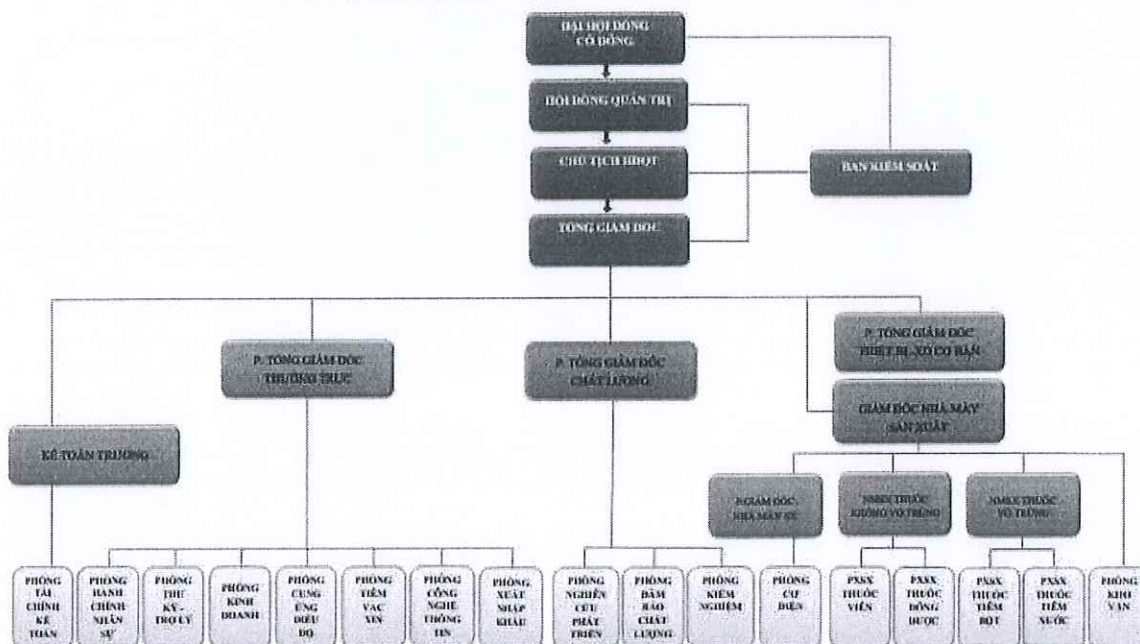 ĐẠI HỘI ĐỒNG
CỔ ĐÔNG
HỘI ĐỒNG QUẢN TRỊ
CHỦ TỊCH HĐQT
BAN KIỂM SOÁT
TỔNG GIÁM ĐỐC
P. TỔNG GIÁM ĐỐC
THIẾT BỊ - XD CƠ BẢN
P. TỔNG GIÁM ĐỐC
THƯỜNG TRỰC
P. TỔNG GIÁM ĐỐC
CHẤT LƯỢNG
GIÁM ĐỐC NHÀ MÁY
SẢN XUẤT
KẾ TOÁN TRƯỞNG
P.GIÁM ĐỐC
NHÀ MÁY SX
NMSX THUỐC
KHÔNG VÔ TRÙNG
NMSX THUỐC
VÔ TRÙNG
PHÒNG
TÀI
CHÍNH
KẾ
TOÁN
PHÒNG
HÀNH
CHÍNH
NHÂN
SỰ
PHÒNG
THƯ
KÝ -
TRỢ LÝ
PHÒNG
KINH
DOANH
PHÒNG
CUNG
ỨNG
ĐIỀU
ĐỘ
PHÒNG
TIÊM
VAC
XIN
PHÒNG
CÔNG
NGHỆ
THÔNG
TIN
PHÒNG
XUẤT
NHẬP
KHẨU
PHÒNG
NGHIÊN
CỨU
PHÁT
TRIỂN
PHÒNG
ĐẢM
BẢO
CHẤT
LƯỢNG
PHÒNG
KIỂM
NGHIỆM
PHÒNG
CƠ
ĐIỆN
PXSX
THUỐC
VIÊN
PXSX
THUỐC
ĐÔNG
DƯỢC
PXSX
THUỐC
TIÊM
BỘT
PXSX
THUỐC
TIÊM
NƯỚC
PHÒNG
KHO
VẬN